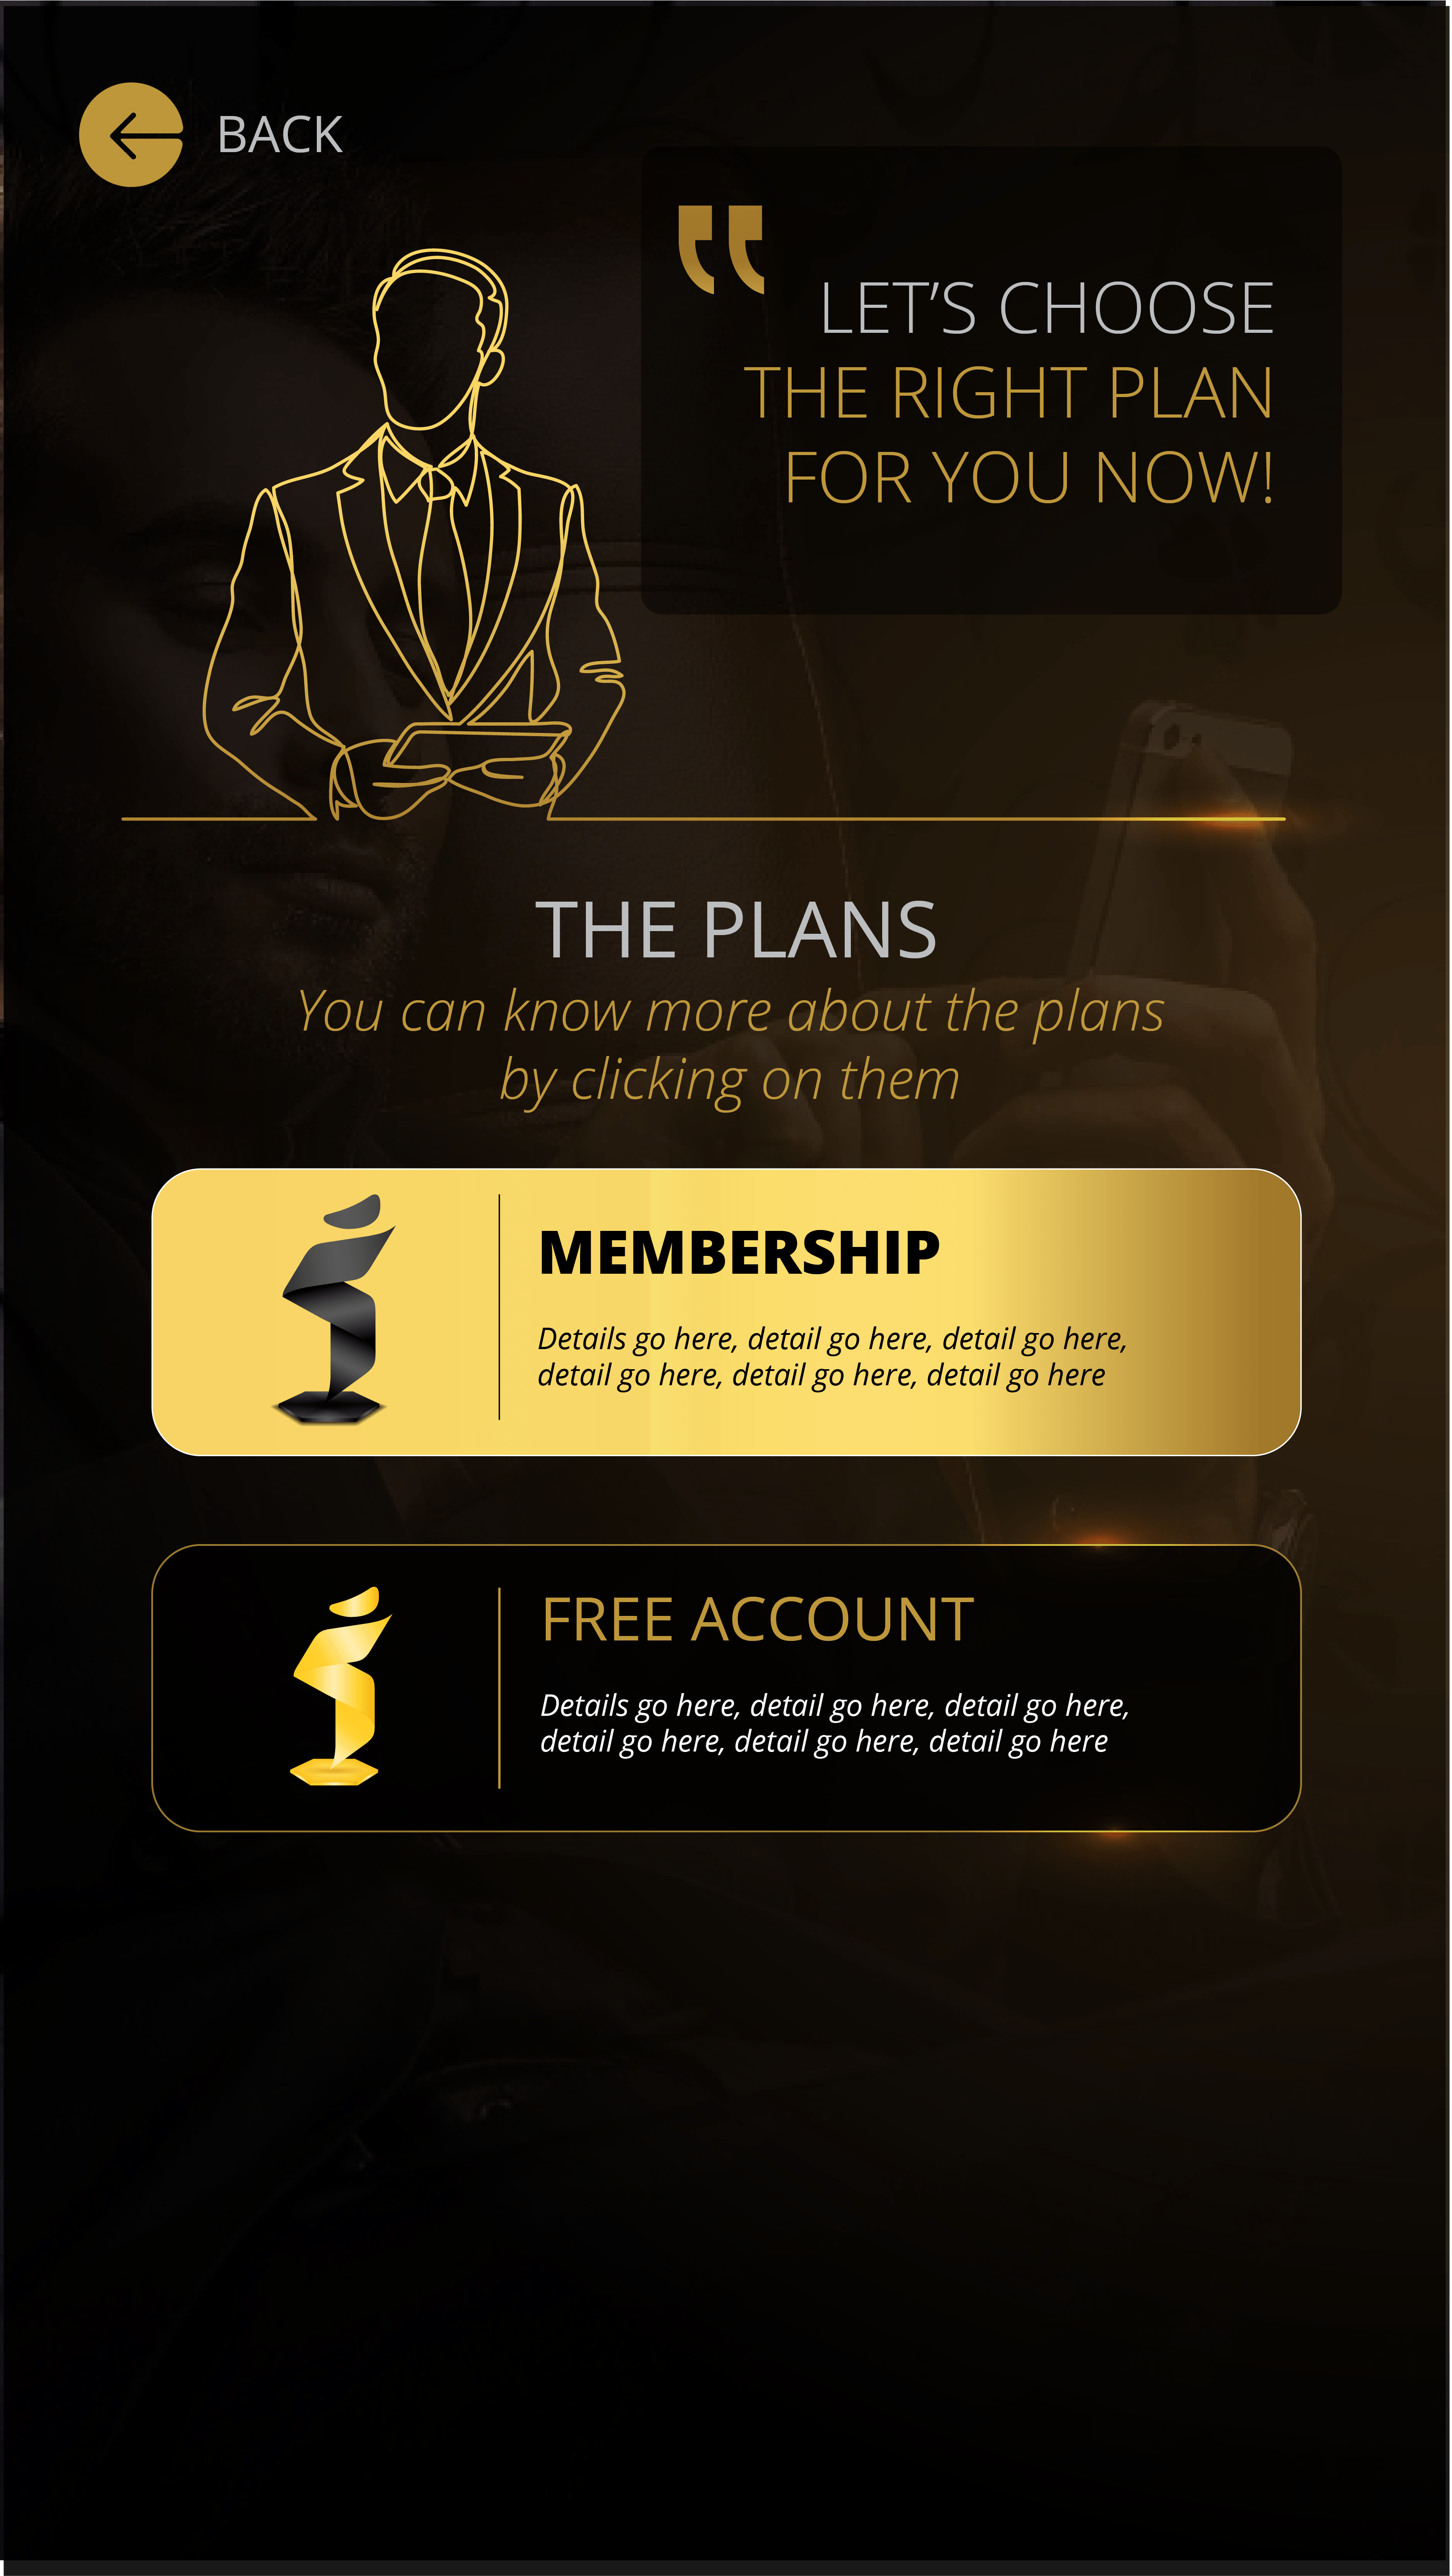 BACK
LET’S CHOOSE
THE RIGHT PLAN
FOR YOU NOW!
THE PLANS
You can know more about the plans
by clicking on them
MEMBERSHIP
Details go here, detail go here, detail go here,
detail go here, detail go here, detail go here
FREE ACCOUNT
Details go here, detail go here, detail go here,
detail go here, detail go here, detail go here